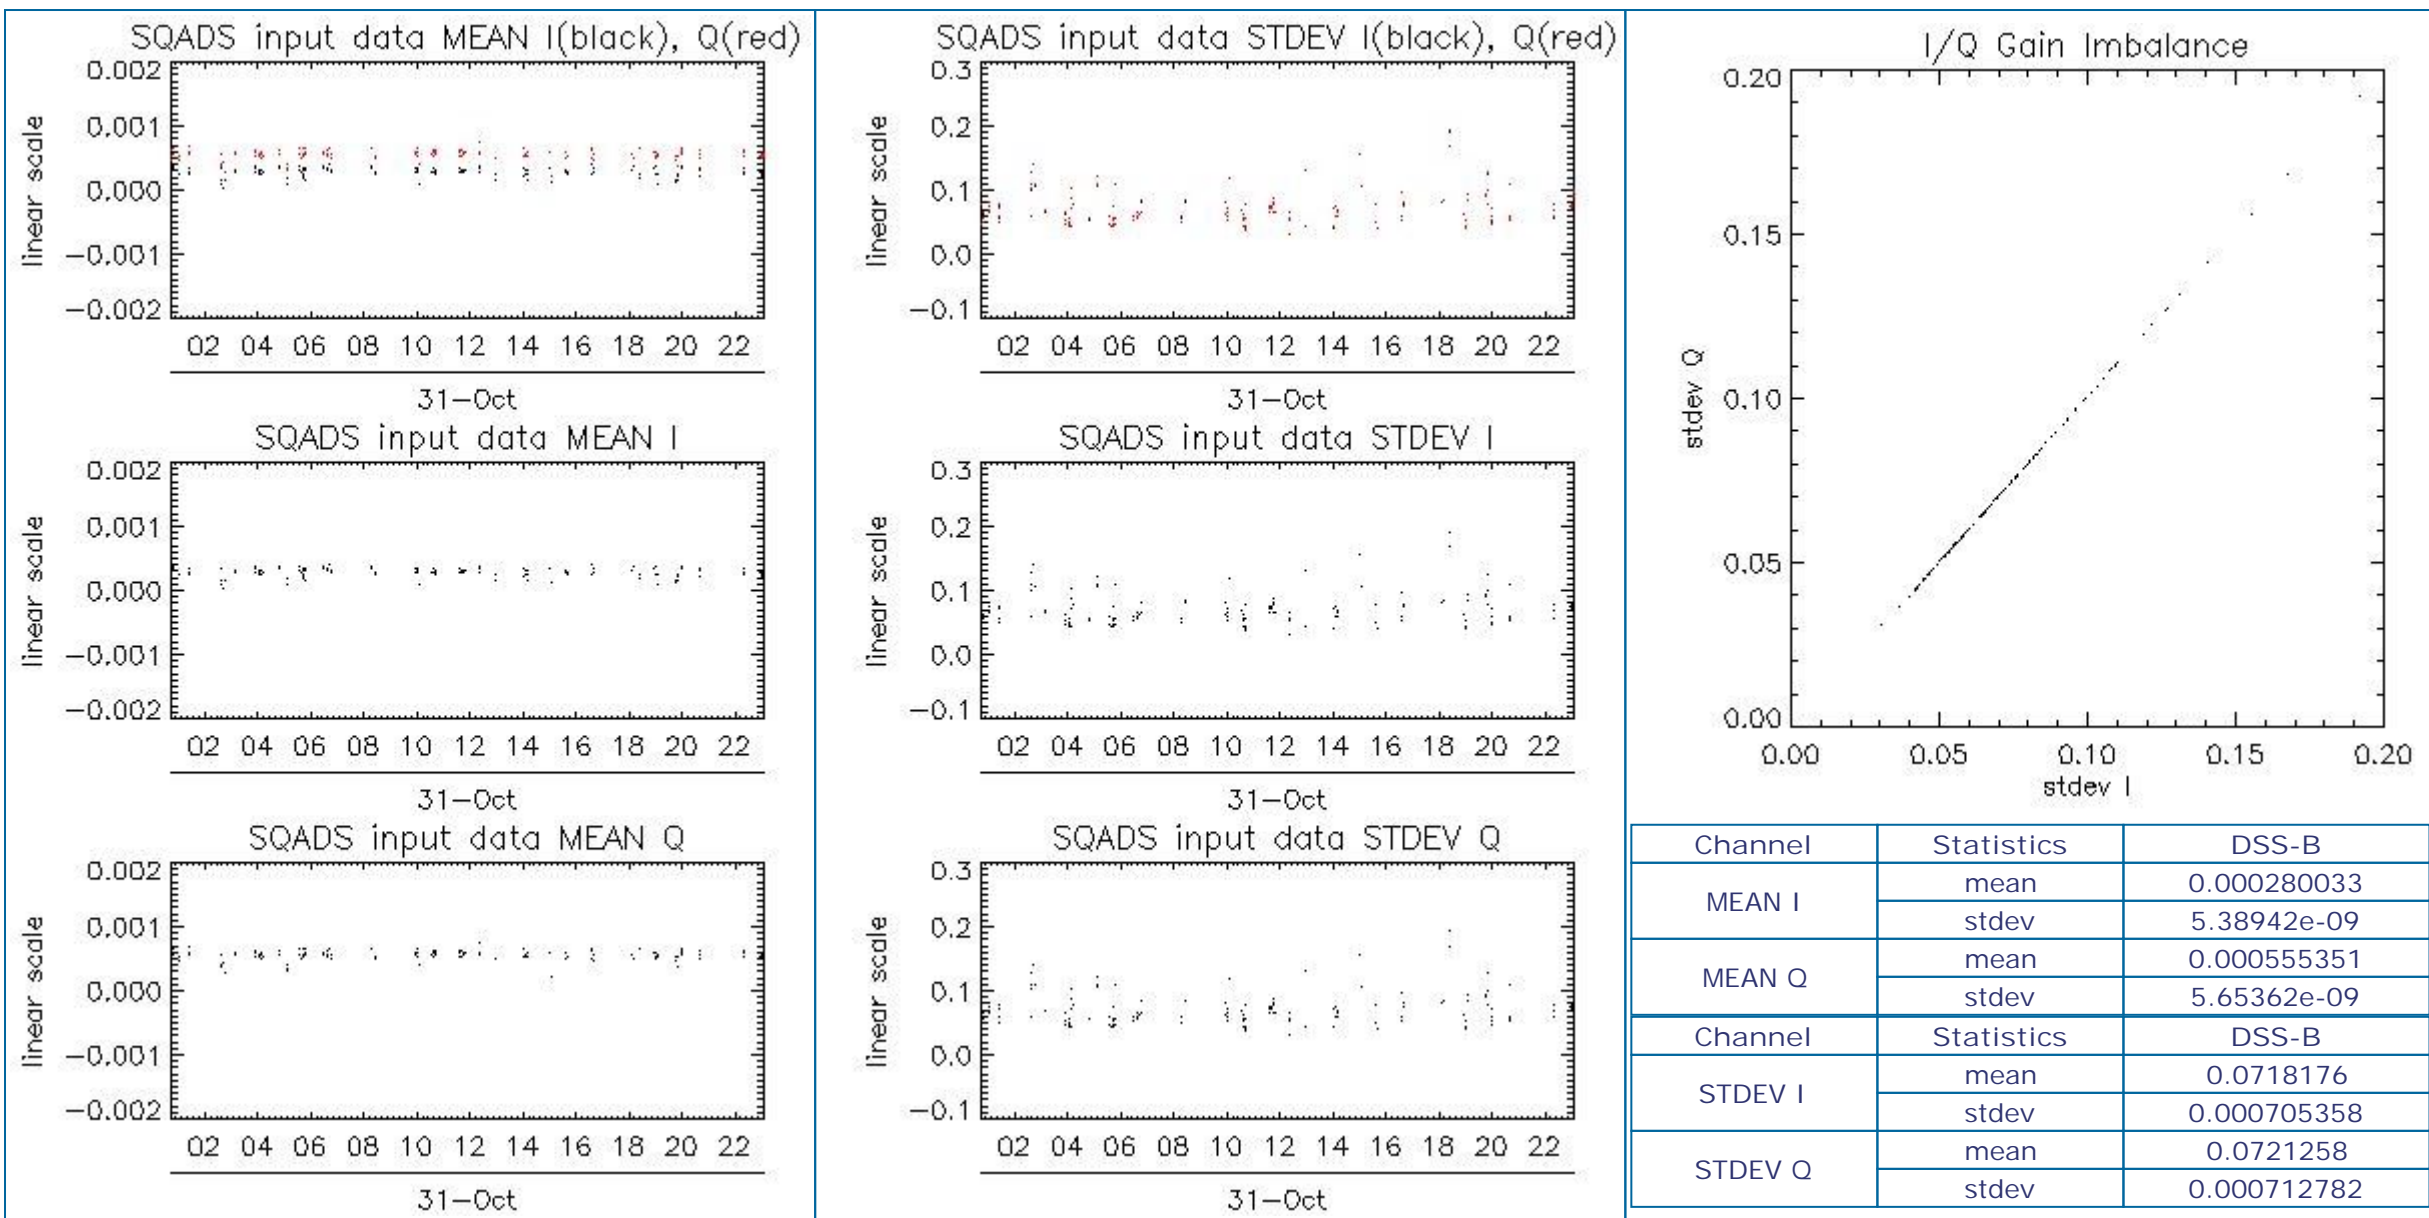 SQADS input data MEAN I(black), Q(red)
linear scale
0.002
0.001
0.000
-0.001
-0.002
02 04 06 08 10 12 14 16 18 20 22
31-Oct
SQADS input data MEAN I
linear scale
0.002
0.001
0.000
-0.001
-0.002
02 04 06 08 10 12 14 16 18 20 22
31-Oct
SQADS input data MEAN Q
linear scale
0.002
0.001
0.000
-0.001
-0.002
02 04 06 08 10 12 14 16 18 20 22
31-Oct
SQADS input data STDEV I(black), Q(red)
linear scale
0.3
0.2
0.1
0.0
-0.1
02 04 06 08 10 12 14 16 18 20 22
31-Oct
SQADS input data STDEV I
linear scale
0.3
0.2
0.1
0.0
-0.1
02 04 06 08 10 12 14 16 18 20 22
31-Oct
SQADS input data STDEV Q
linear scale
0.3
0.2
0.1
0.0
-0.1
02 04 06 08 10 12 14 16 18 20 22
31-Oct
I/Q Gain Imbalance
stdev Q
0.20
0.15
0.10
0.05
0.00
0.00 0.05 0.10 0.15 0.20
stdev I
Channel Statistics DSS-B
MEAN I mean 0.000280033
stdev 5.38942e-09
MEAN Q mean 0.000555351
stdev 5.65362e-09
Channel Statistics DSS-B
STDEV I mean 0.0718176
stdev 0.000705358
STDEV Q mean 0.0721258
stdev 0.000712782